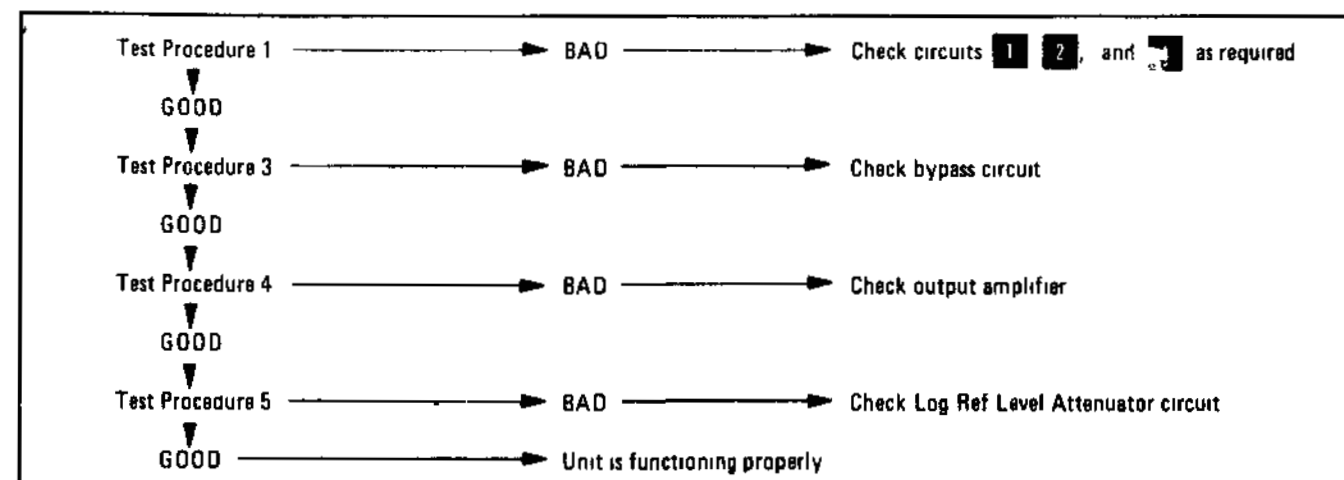 Test Procedure 1 BAD Check circuits 1 2, and as required
GOOD
Test Procedure 3 BAD Check bypass circuit
GOOD
Test Procedure 4 BAD Check output amplifier
GOOD
Test Procedure 5 BAD Check Log Ref Level Attenuator circuit
GOOD Unit is functioning properly